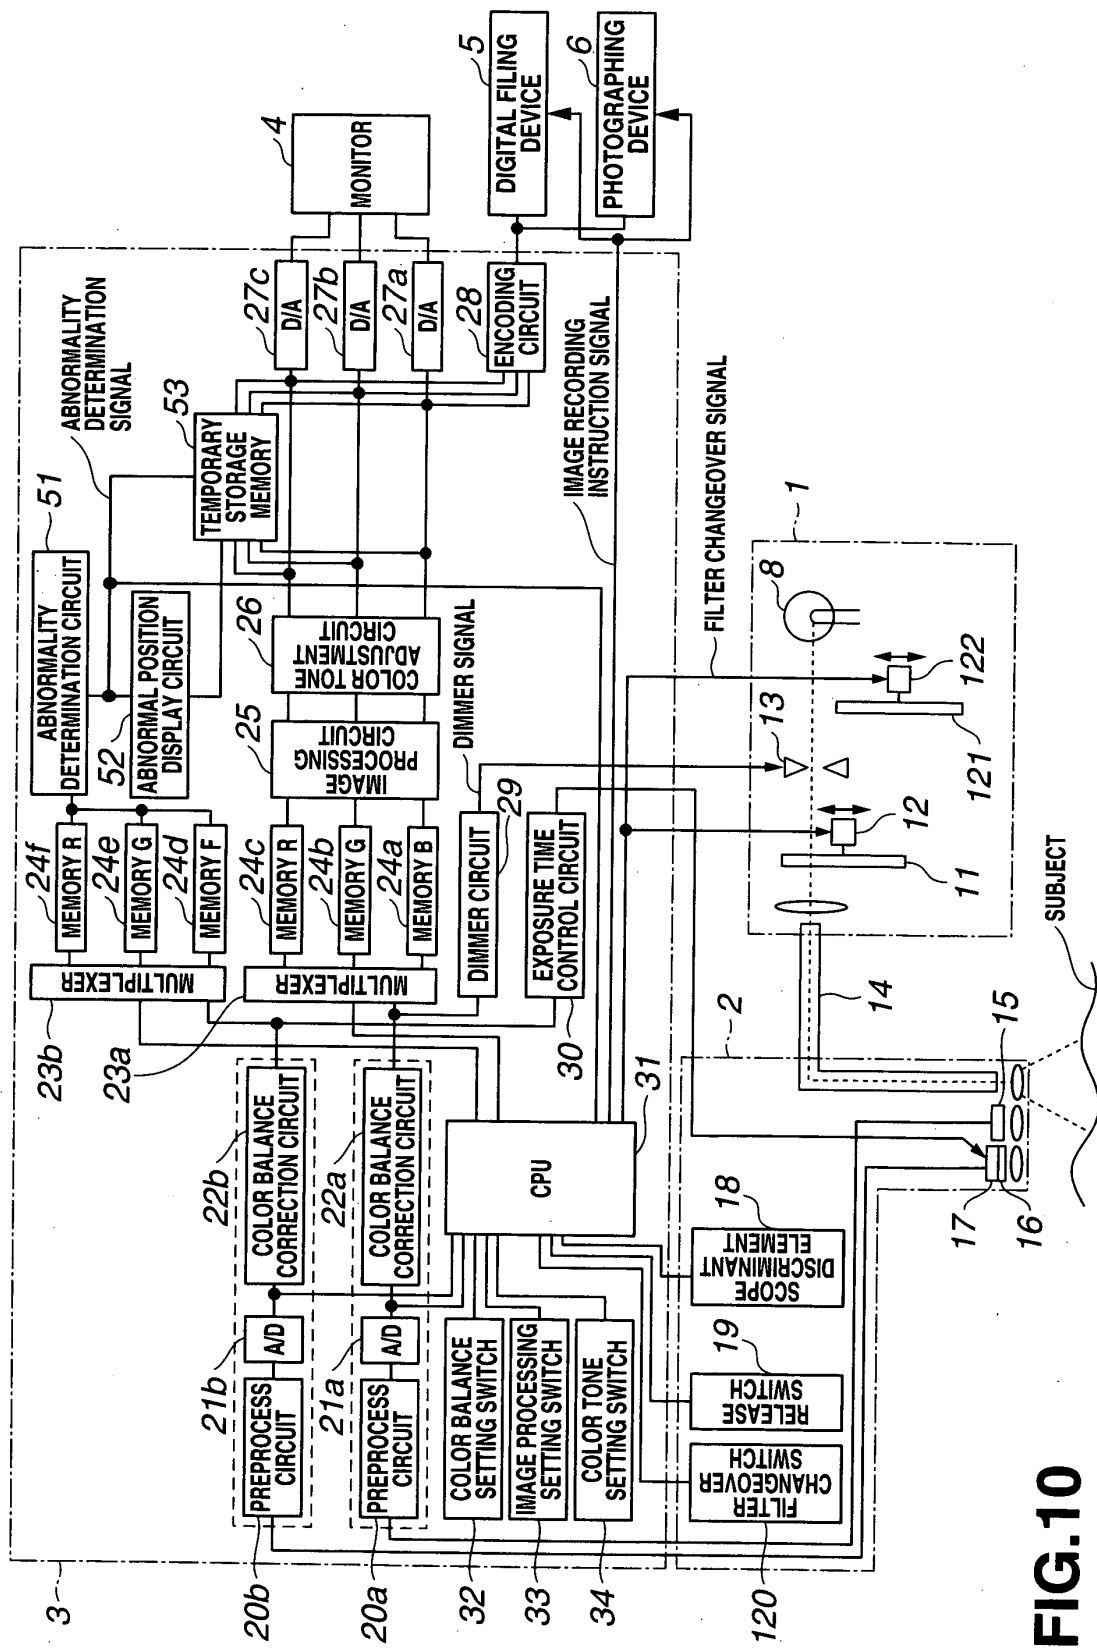 FIG.10
3
ABNORMALITY
DETERMINATION
SIGNAL
51
ABNORMALITY
DETERMINATION CIRCUIT
52
ABNORMAL POSITION
DISPLAY CIRCUIT
53
TEMPORARY
STORAGE
MEMORY
24f
MEMORY R
24e
MEMORY G
24d
MEMORY F
MULTIPLEXER
23b
22b
COLOR BALANCE
CORRECTION CIRCUIT
21b
A/D
PREPROCESS
CIRCUIT
20b
23a
MULTIPLEXER
24c
MEMORY R
24b
MEMORY G
24a
MEMORY B
25
IMAGE
PROCESSING
CIRCUIT
26
COLOR TONE
ADJUSTMENT
CIRCUIT
27c
D/A
27b
D/A
27a
D/A
4
MONITOR
5
DIGITAL FILING
DEVICE
6
PHOTOGRAPHING
DEVICE
28
ENCODING
CIRCUIT
22a
COLOR BALANCE
CORRECTION CIRCUIT
21a
A/D
PREPROCESS
CIRCUIT
20a
DIMMER SIGNAL
DIMMER CIRCUIT
29
EXPOSURE TIME
CONTROL CIRCUIT
30
IMAGE RECORDING
INSTRUCTION SIGNAL
FILTER CHANGEOVER SIGNAL
CPU
31
COLOR BALANCE
SETTING SWITCH
32
IMAGE PROCESSING
SETTING SWITCH
33
COLOR TONE
SETTING SWITCH
34
FILTER
CHANGEOVER
SWITCH
120
RELEASE
SWITCH
19
SCOPE
DISCRIMINANT
ELEMENT
18
2
17
16
15
14
1
8
13
122
121
12
11
SUBJECT